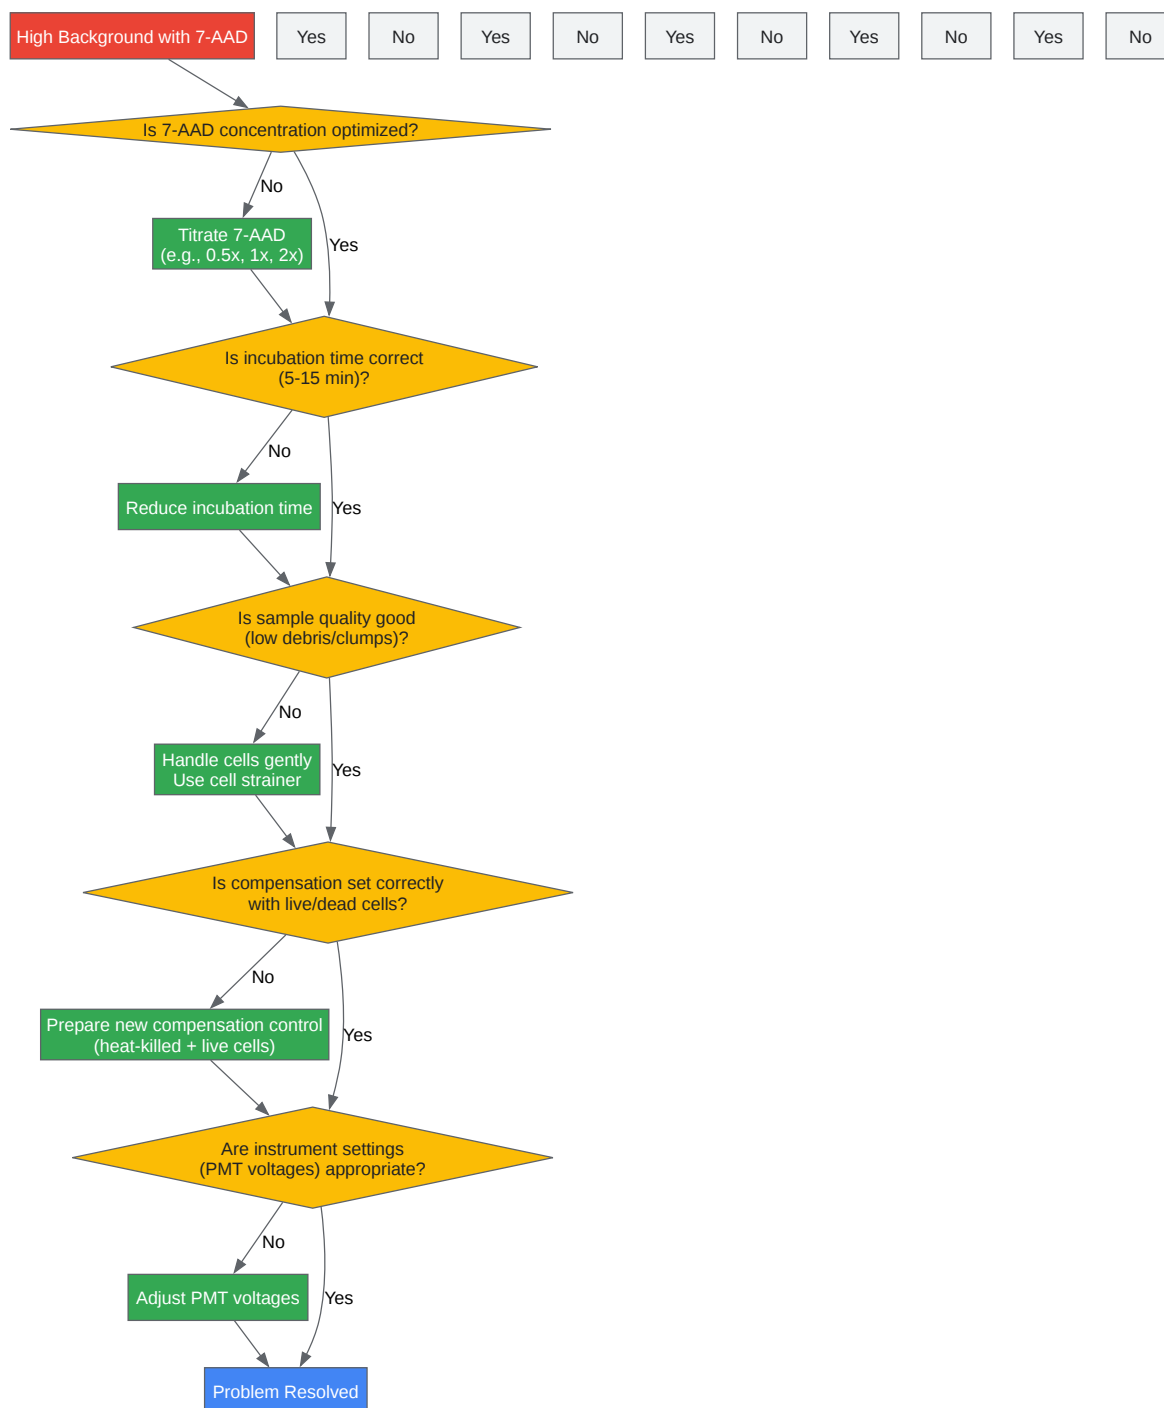 High Background with 7-AAD
Yes
No
Yes
No
Yes
No
Yes
No
Yes
No
Is 7-AAD concentration optimized?
No
Titrate 7-AAD
(e.g., 0.5x, 1x, 2x)
Yes
Is incubation time correct
(5-15 min)?
No
Reduce incubation time
Yes
Is sample quality good
(low debris/clumps)?
No
Handle cells gently
Use cell strainer
Yes
Is compensation set correctly
with live/dead cells?
No
Prepare new compensation control
(heat-killed + live cells)
Yes
Are instrument settings
(PMT voltages) appropriate?
No
Adjust PMT voltages
Yes
Problem Resolved